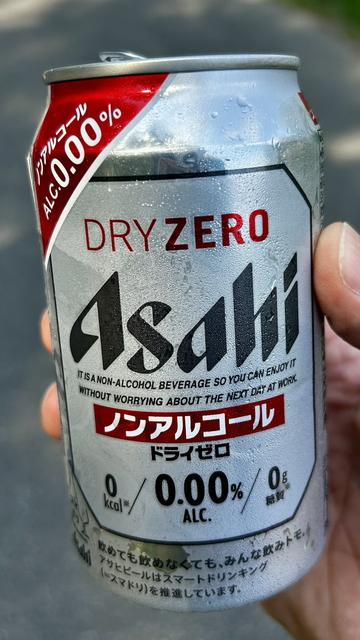 ノンアルコール
ALC.0.00%
DRYZERO
Asahi
IT IS A NON-ALCOHOL BEVERAGE SO YOU CAN ENJOY IT
WITHOUT WORRYING ABOUT THE NEXT DAY AT WORK.
ノンアルコール
ドライゼロ
0 kcal※ / 0.00% ALC. / 0g 糖質※
飲めても飲めなくても、みんな飲みトモ。
アサヒビールはスマートドリンキング
(=スマドリ)を推進しています。
Asahi